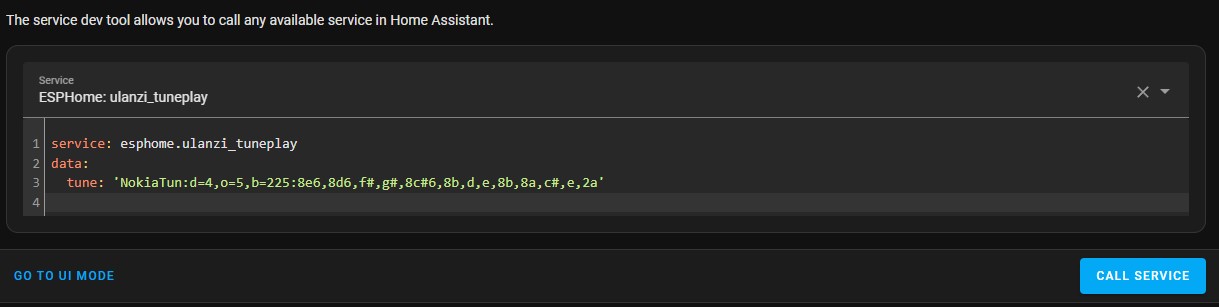 The service dev tool allows you to call any available service in Home Assistant.
Service
ESPHome: ulanzi_tuneplay
1 service: esphome.ulanzi_tuneplay
2 data:
3 tune: 'NokiaTun:d=4,o=5,b=225:8e6,8d6,f#,g#,8c#6,8b,d,e,8b,8a,c#,e,2a'
4
GO TO UI MODE
CALL SERVICE